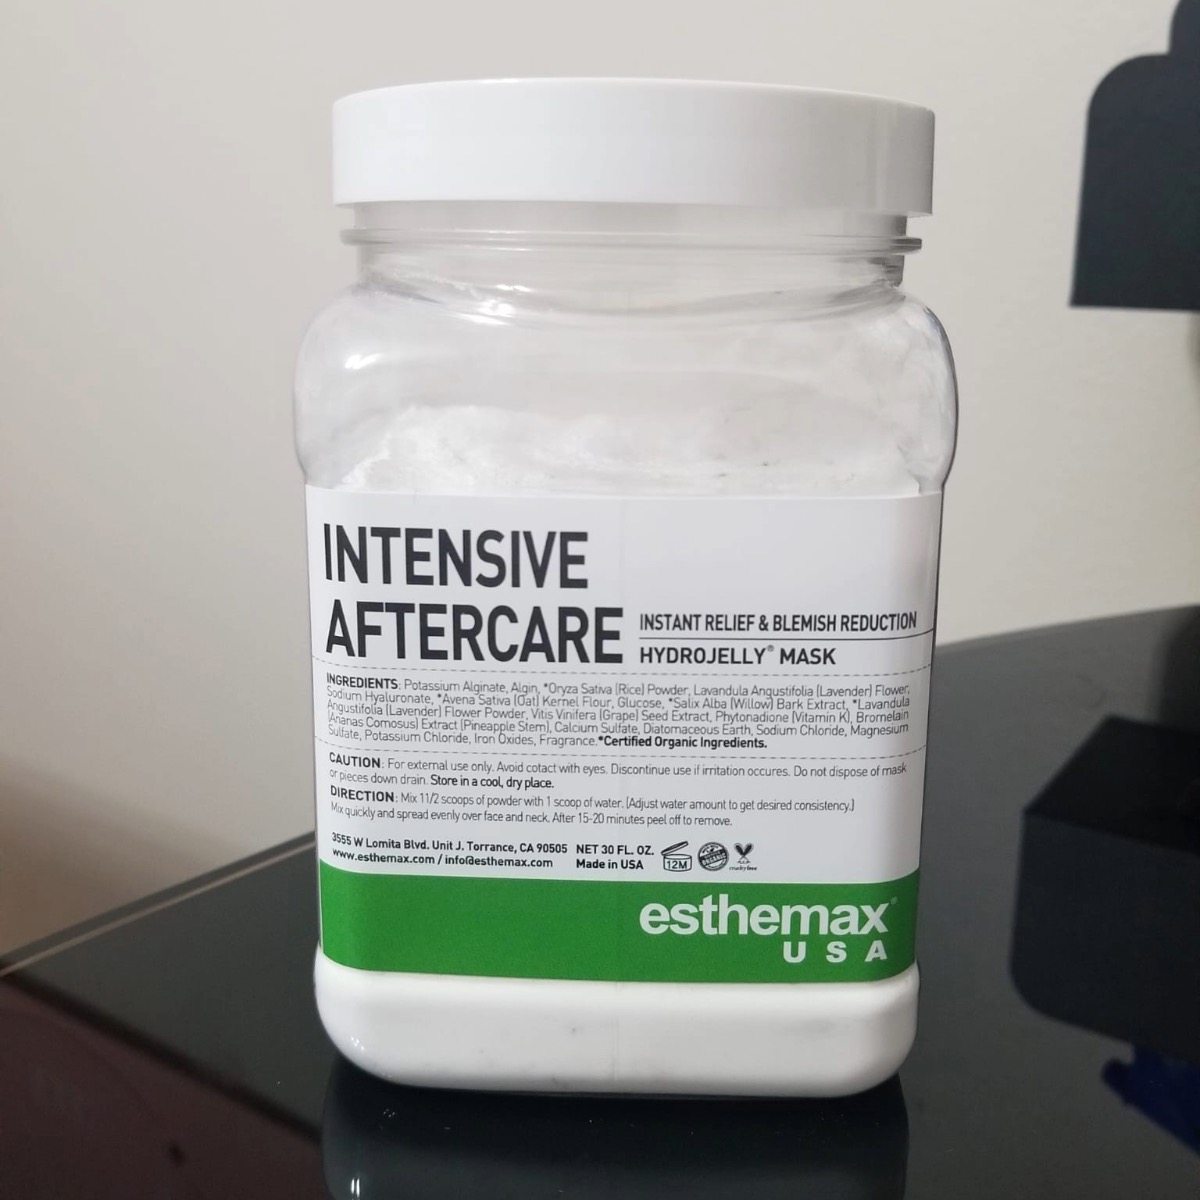 INTENSIVE
AFTERCARE
INSTANT RELIEF & BLEMISH REDUCTION
HYDROJELLY® MASK
INGREDIENTS: Potassium Alginate, Algin, *Oryza Sativa (Rice) Powder, Lavandula Angustifolia (Lavender) Flower,
Sodium Hyaluronate, *Avena Sativa (Oat) Kernel Flour, Glucose, *Salix Alba (Willow) Bark Extract, *Lavandula
Angustifolia (Lavender) Flower Powder, Vitis Vinifera (Grape) Seed Extract, Phytonadione (Vitamin K), Bromelain
(Ananas Comosus) Extract (Pineapple Stem), Calcium Sulfate, Diatomaceous Earth, Sodium Chloride, Magnesium
Sulfate, Potassium Chloride, Iron Oxides, Fragrance.*Certified Organic Ingredients.
CAUTION: For external use only. Avoid cotact with eyes. Discontinue use if irritation occures. Do not dispose of mask
or pieces down drain. Store in a cool, dry place.
DIRECTION: Mix 11/2 scoops of powder with 1 scoop of water. (Adjust water amount to get desired consistency.)
Mix quickly and spread evenly over face and neck. After 15-20 minutes peel off to remove.
3555 W Lomita Blvd. Unit J. Torrance, CA 90505 NET 30 FL. OZ.
www.esthemax.com / info@esthemax.com Made in USA
12M
ORGANIC
cruelty free
esthemax®
USA